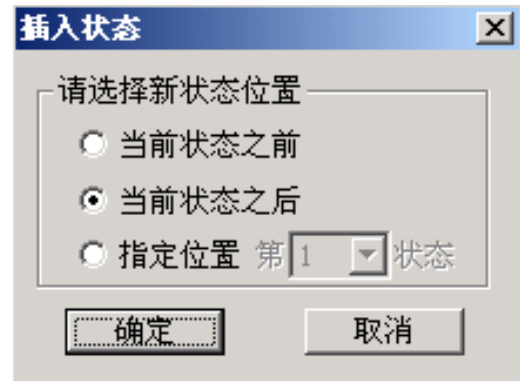 插入状态
请选择新状态位置
当前状态之前
当前状态之后
指定位置 第 1 状态
确定 取消